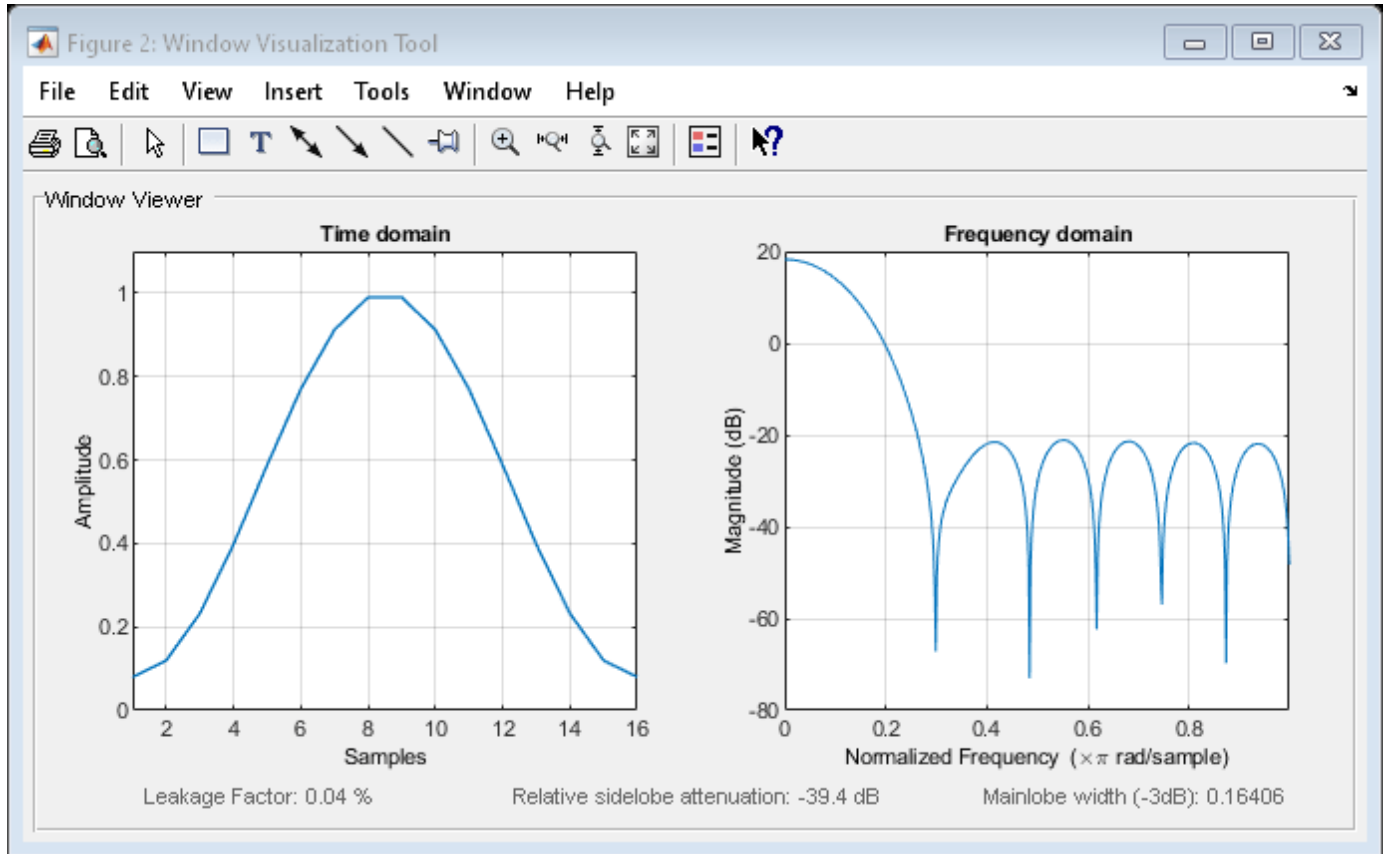 Figure 2: Window Visualization Tool
File Edit View Insert Tools Window Help
T
?
Window Viewer
Time domain
1
0.8
0.6
0.4
0.2
0
Amplitude
2 4 6 8 10 12 14 16
Samples
Frequency domain
20
0
-20
-40
-60
-80
Magnitude (dB)
0 0.2 0.4 0.6 0.8
Normalized Frequency (×π rad/sample)
Leakage Factor: 0.04 %
Relative sidelobe attenuation: -39.4 dB
Mainlobe width (-3dB): 0.16406